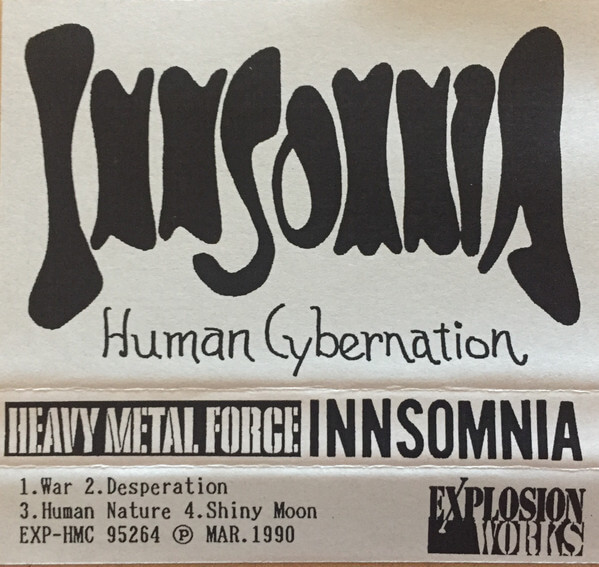 INNSOMNIA
Human Cybernation
HEAVY METAL FORCE INNSOMNIA
1.War 2.Desperation
3.Human Nature 4.Shiny Moon
EXP-HMC 95264 Ⓟ MAR.1990
EXPLOSION
WORKS